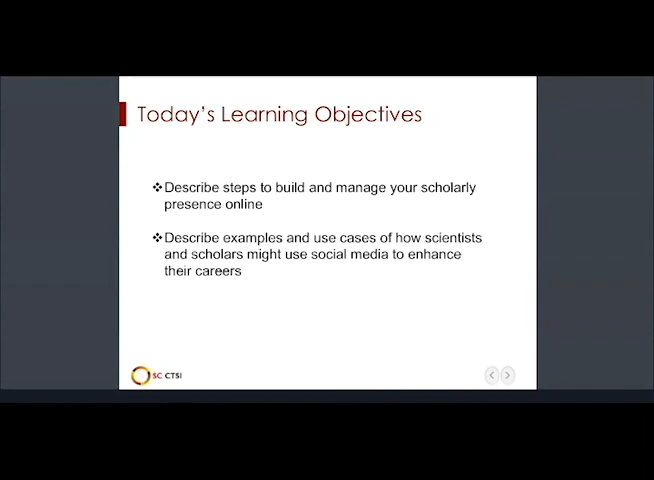 Today's Learning Objectives
❖Describe steps to build and manage your scholarly
presence online
❖Describe examples and use cases of how scientists
and scholars might use social media to enhance
their careers
SC CTSI